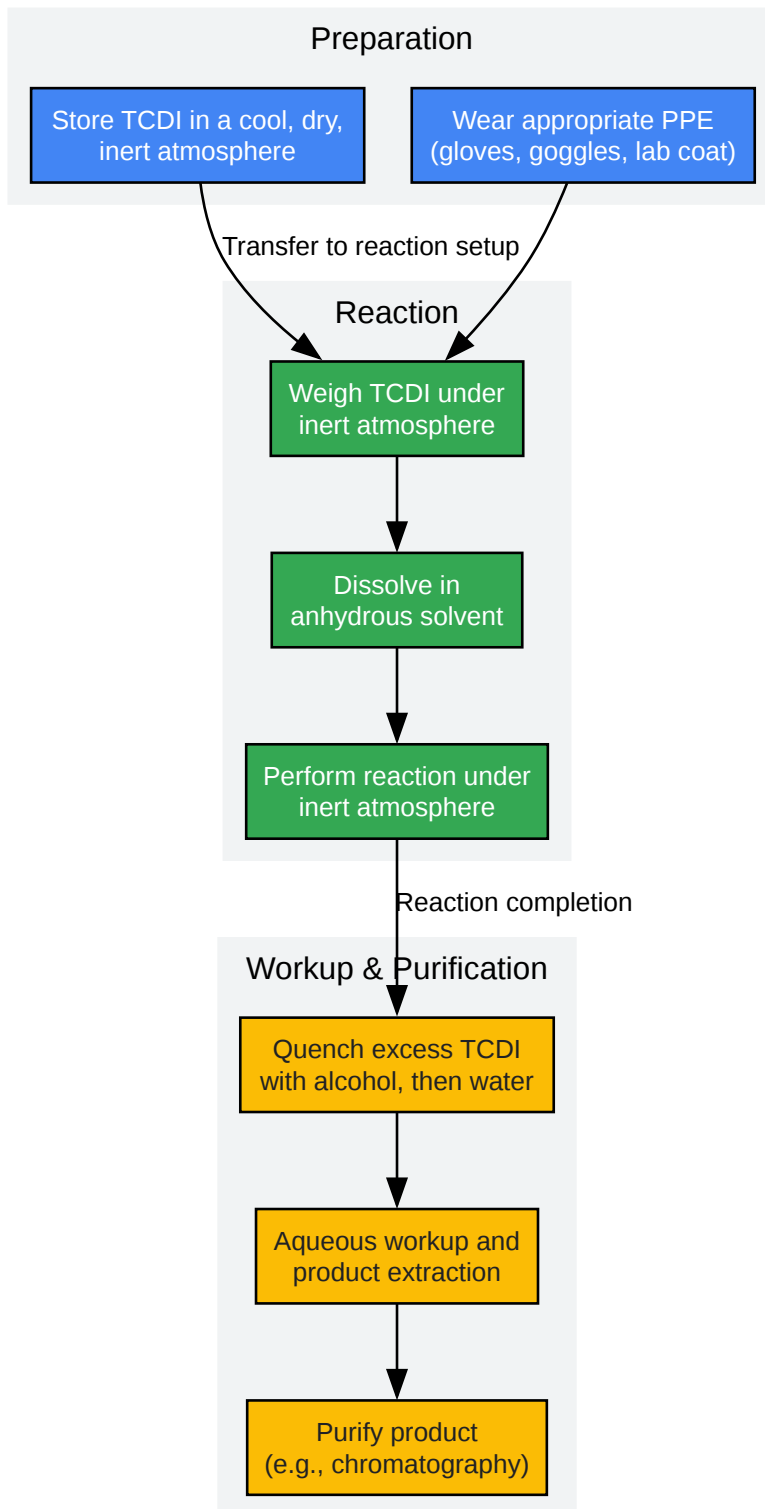 Preparation
Store TCDI in a cool, dry,
inert atmosphere
Wear appropriate PPE
(gloves, goggles, lab coat)
Transfer to reaction setup
Reaction
Weigh TCDI under
inert atmosphere
Dissolve in
anhydrous solvent
Perform reaction under
inert atmosphere
Reaction completion
Workup & Purification
Quench excess TCDI
with alcohol, then water
Aqueous workup and
product extraction
Purify product
(e.g., chromatography)